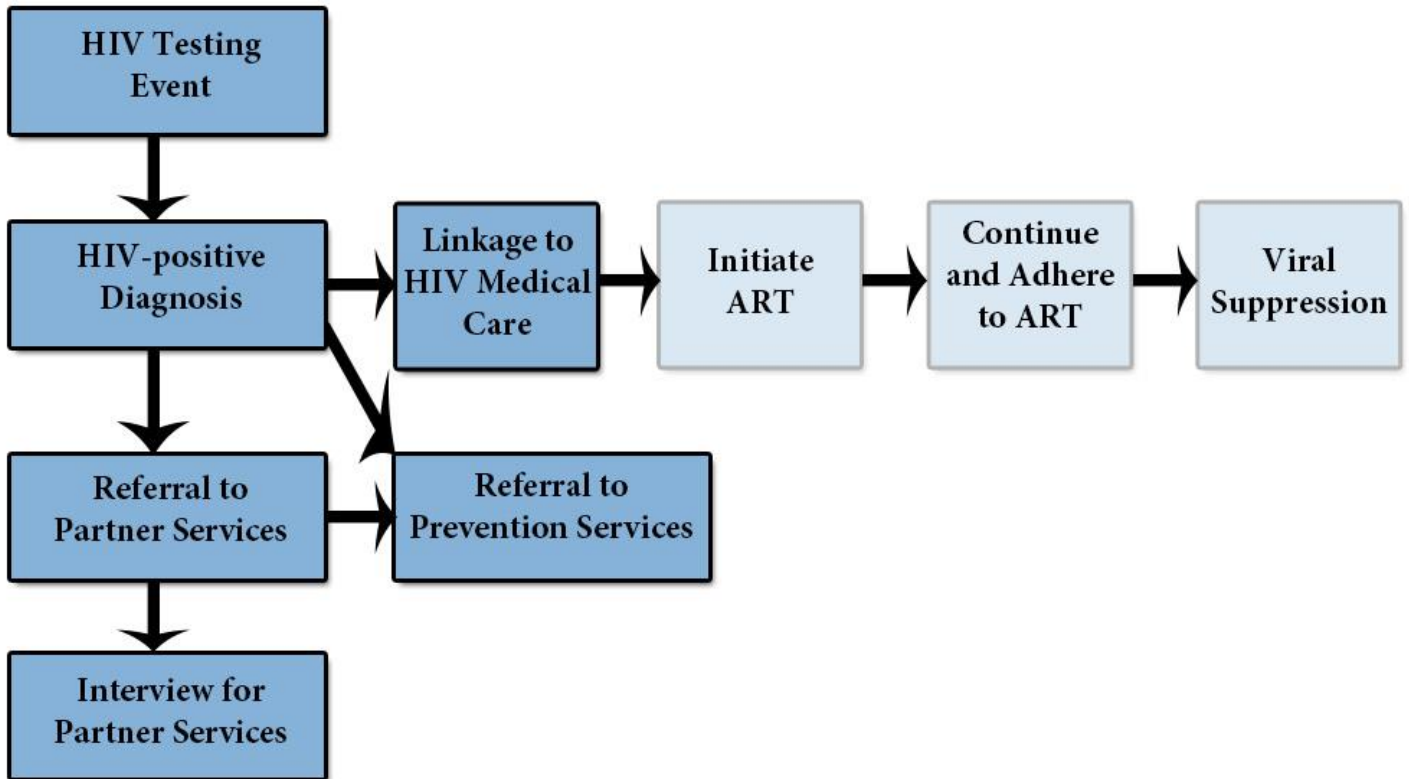 HIV Testing
Event
HIV-positive
Diagnosis
Linkage to
HIV Medical
Care
Initiate
ART
Continue
and Adhere
to ART
Viral
Suppression
Referral to
Partner Services
Referral to
Prevention Services
Interview for
Partner Services